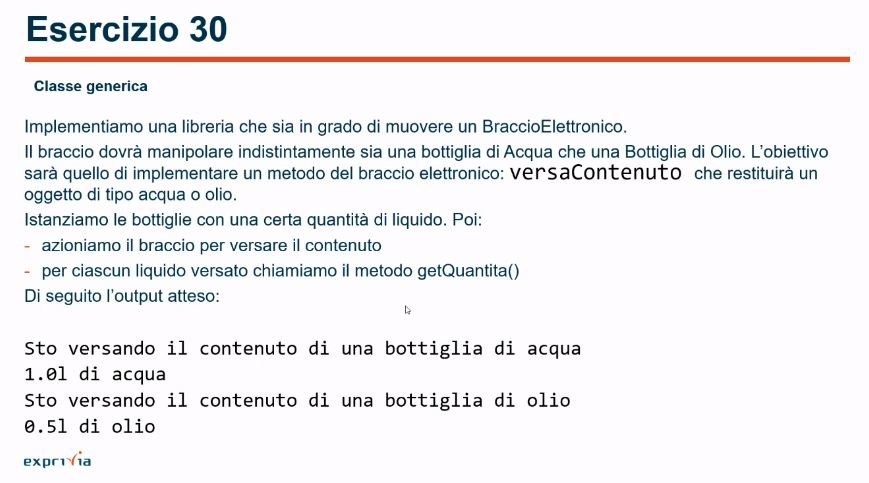 Esercizio 30
Classe generica
Implementiamo una libreria che sia in grado di muovere un BraccioElettronico.
Il braccio dovrà manipolare indistintamente sia una bottiglia di Acqua che una Bottiglia di Olio. L’obiettivo
sarà quello di implementare un metodo del braccio elettronico: versaContenuto che restituirà un
oggetto di tipo acqua o olio.
Istanziamo le bottiglie con una certa quantità di liquido. Poi:
- azioniamo il braccio per versare il contenuto
- per ciascun liquido versato chiamiamo il metodo getQuantita()
Di seguito l’output atteso:
Sto versando il contenuto di una bottiglia di acqua
1.0l di acqua
Sto versando il contenuto di una bottiglia di olio
0.5l di olio
exprivia